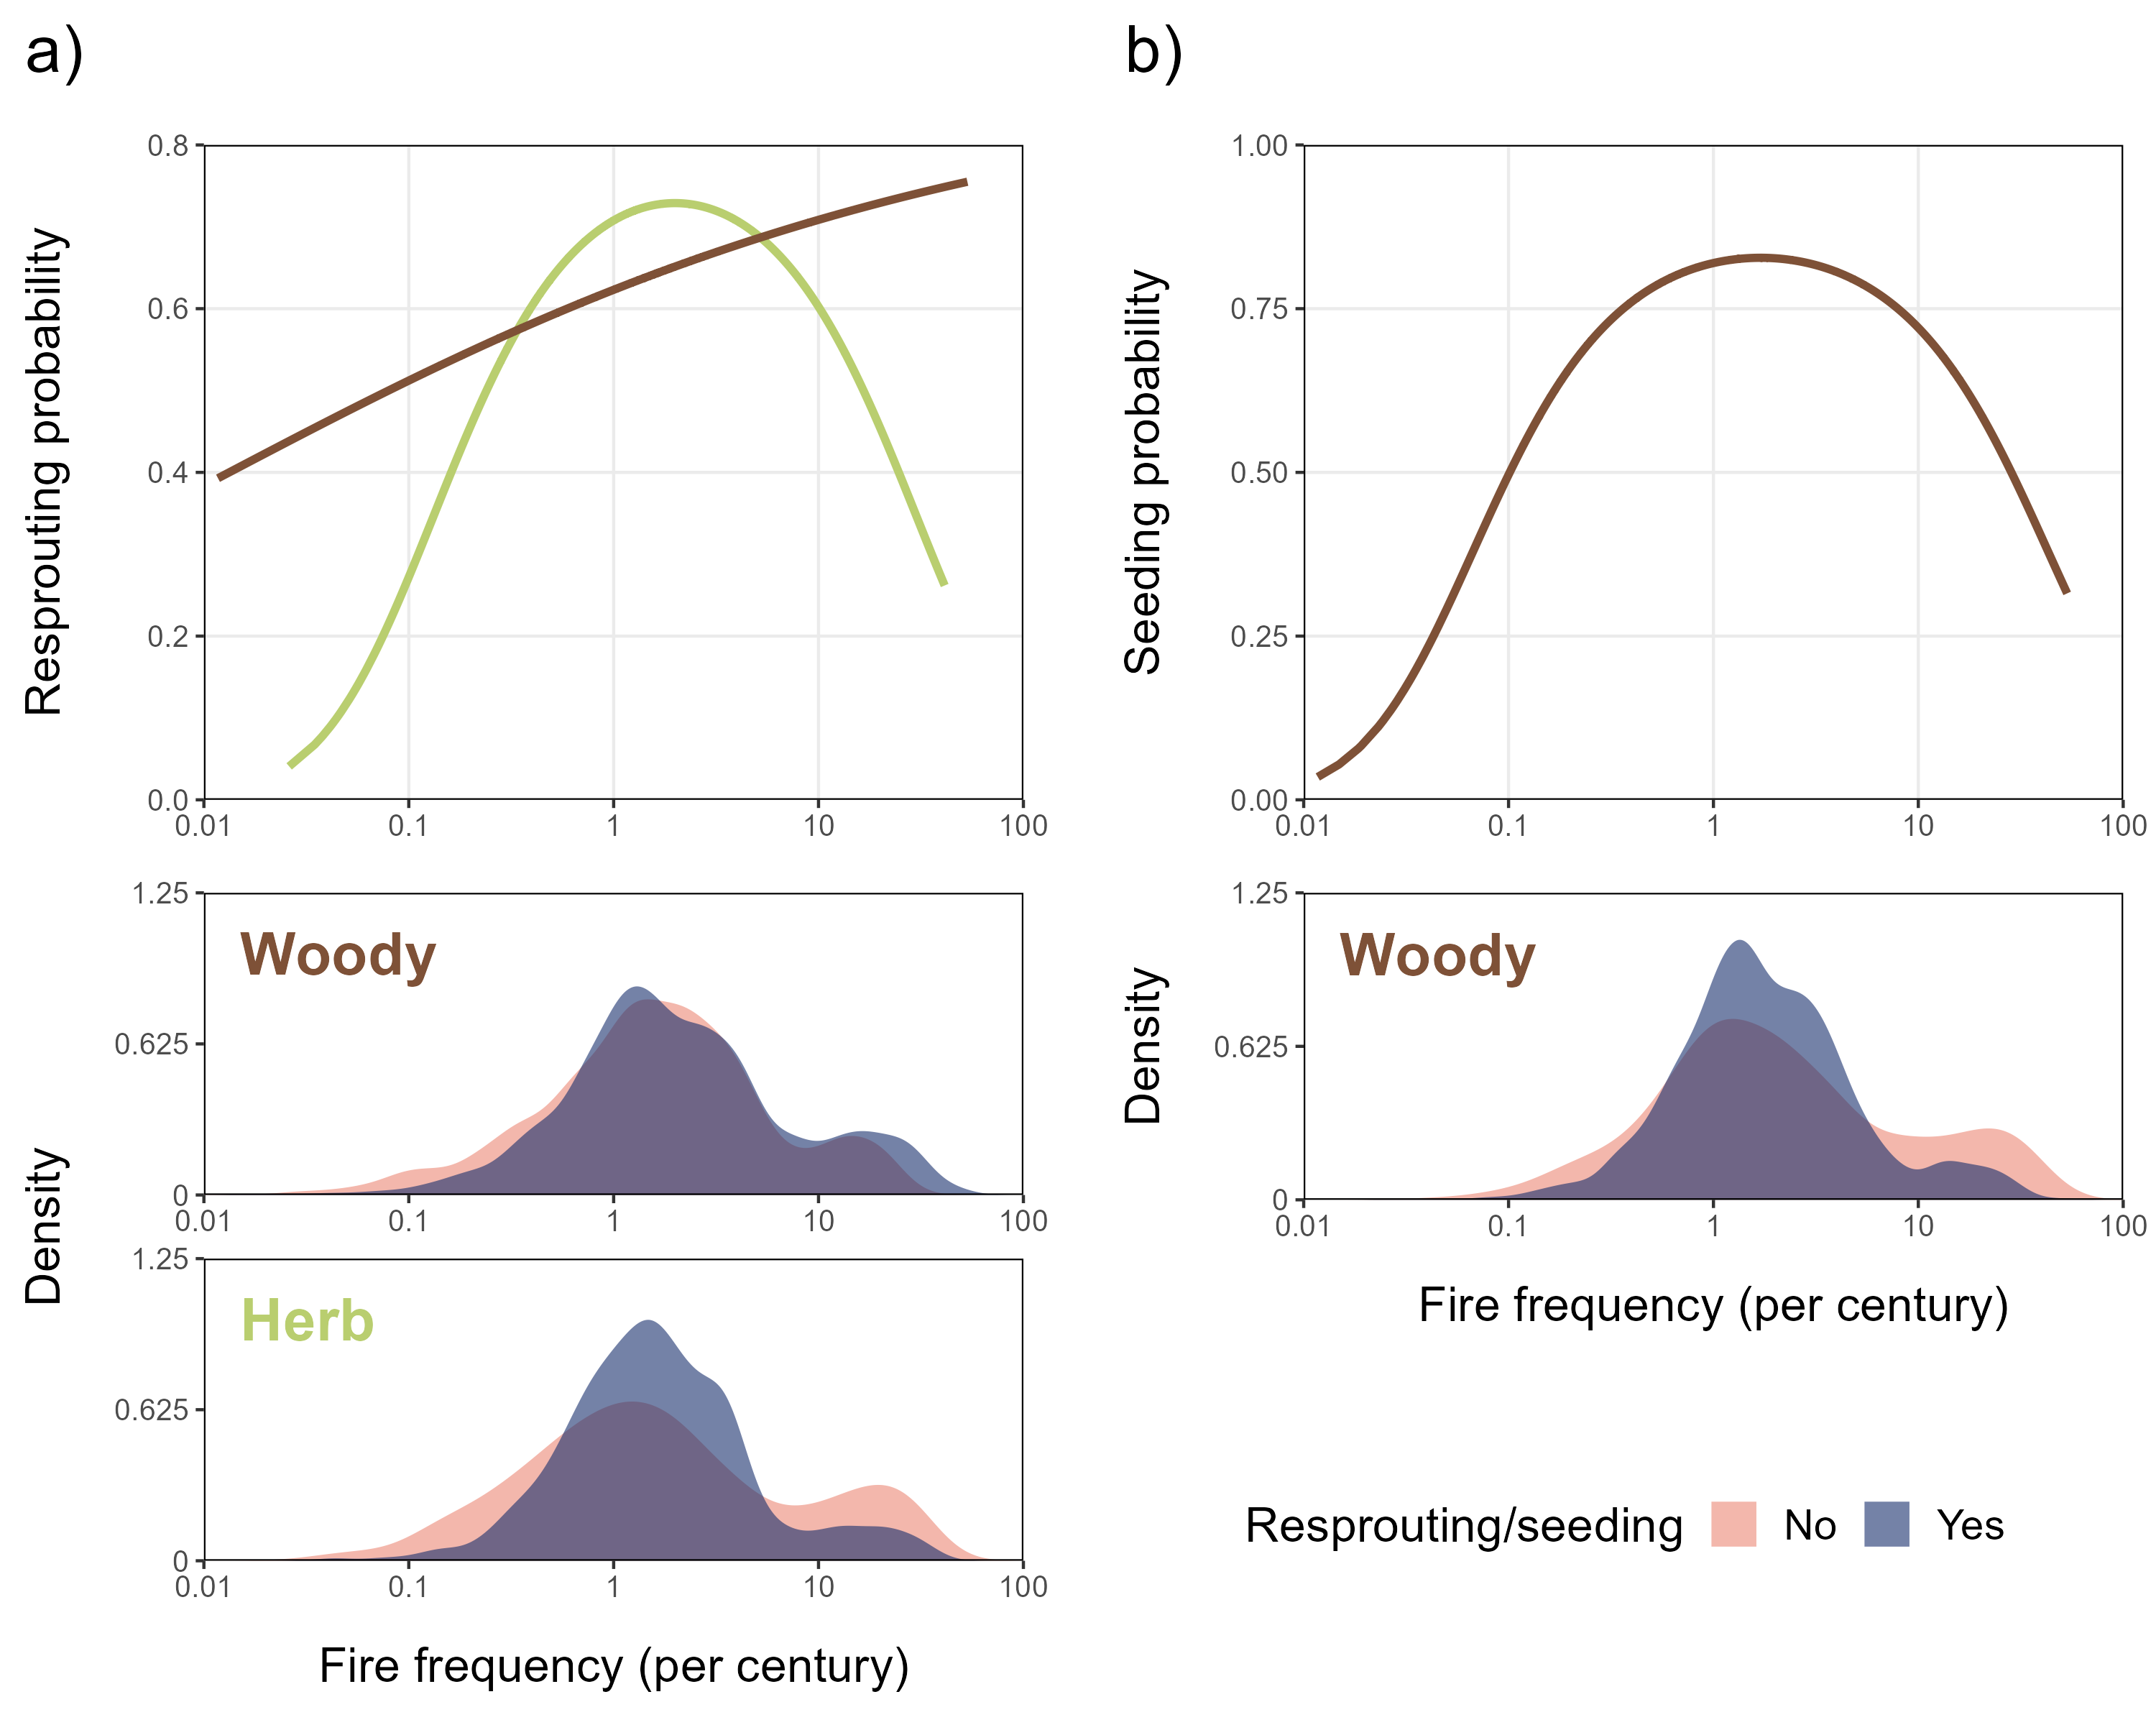 a)
Resprouting probability
0.8
0.6
0.4
0.2
0.0
0.01 0.1 1 10 100
Density
1.25
0.625
0
Woody
0.01 0.1 1 10 100
1.25
0.625
0
Herb
0.01 0.1 1 10 100
Fire frequency (per century)
b)
Seeding probability
1.00
0.75
0.50
0.25
0.00
0.01 0.1 1 10 100
Density
1.25
0.625
0
Woody
0.01 0.1 1 10 100
Fire frequency (per century)
Resprouting/seeding No Yes